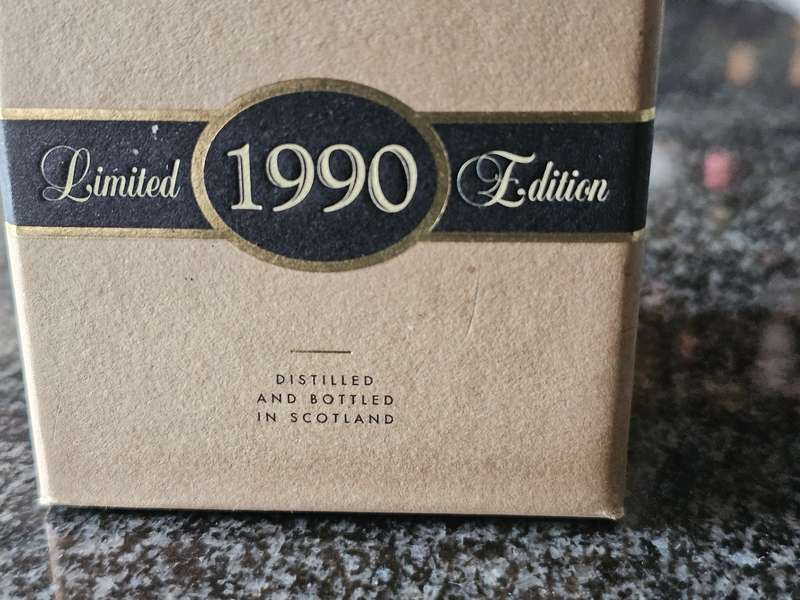 Limited 1990 Edition
DISTILLED
AND BOTTLED
IN SCOTLAND